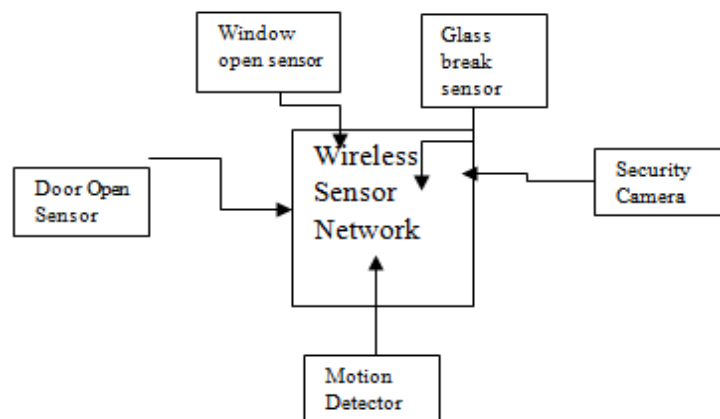 Window
open sensor
Glass
break
sensor
Wireless
Sensor
Network
Door Open
Sensor
Security
Camera
Motion
Detector